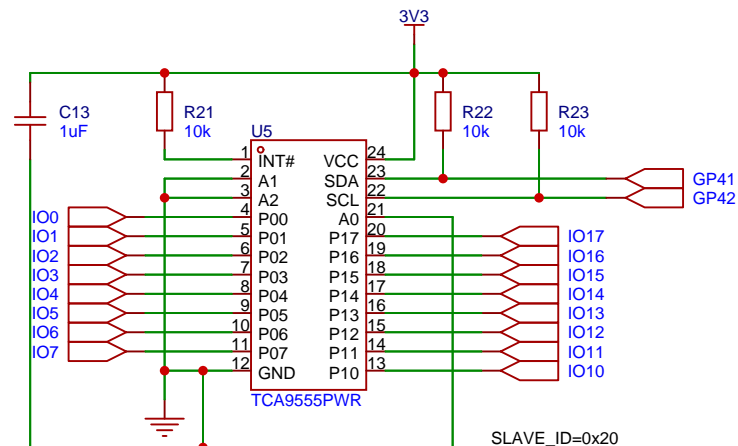 3V3
C13
1uF
R21
10k
R22
10k
R23
10k
U5
1 INT# VCC 24
2 A1 SDA 23 GP41
3 A2 SCL 22 GP42
IO0 4 P00 A0 21
IO1 5 P01 P17 20 IO17
IO2 6 P02 P16 19 IO16
IO3 7 P03 P15 18 IO15
IO4 8 P04 P14 17 IO14
IO5 9 P05 P13 16 IO13
IO6 10 P06 P12 15 IO12
IO7 11 P07 P11 14 IO11
12 GND P10 13 IO10
TCA9555PWR
SLAVE_ID=0x20